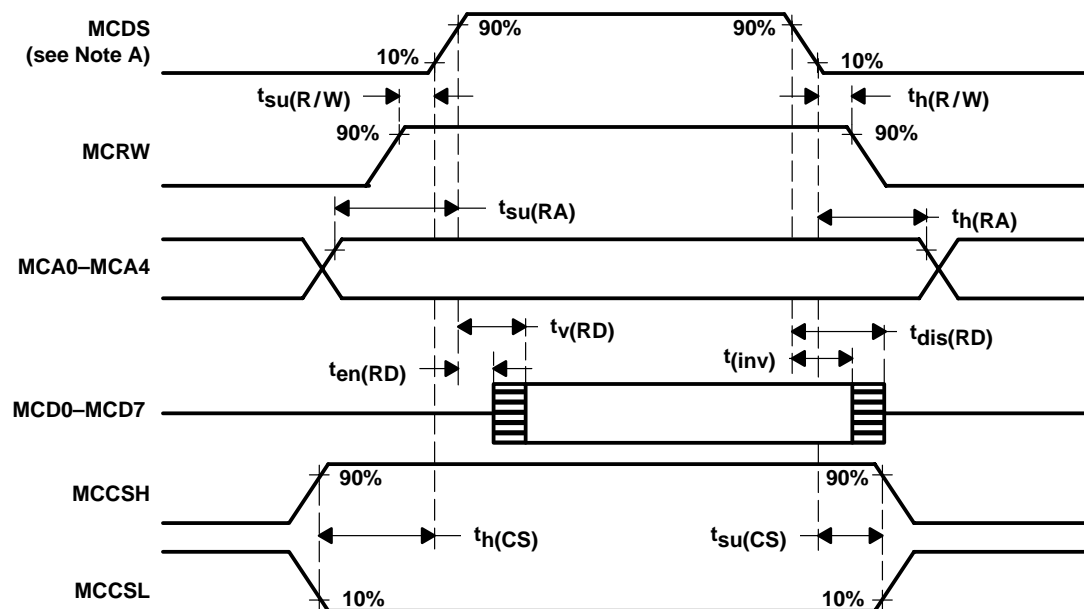 MCDS
(see Note A)
90%
90%
10%
10%
tsu(R/W)
th(R/W)
MCRW
90%
90%
tsu(RA)
th(RA)
MCA0–MCA4
tv(RD)
tdis(RD)
ten(RD)
t(inv)
MCD0–MCD7
MCCSH
90%
90%
th(CS)
tsu(CS)
MCCSL
10%
10%